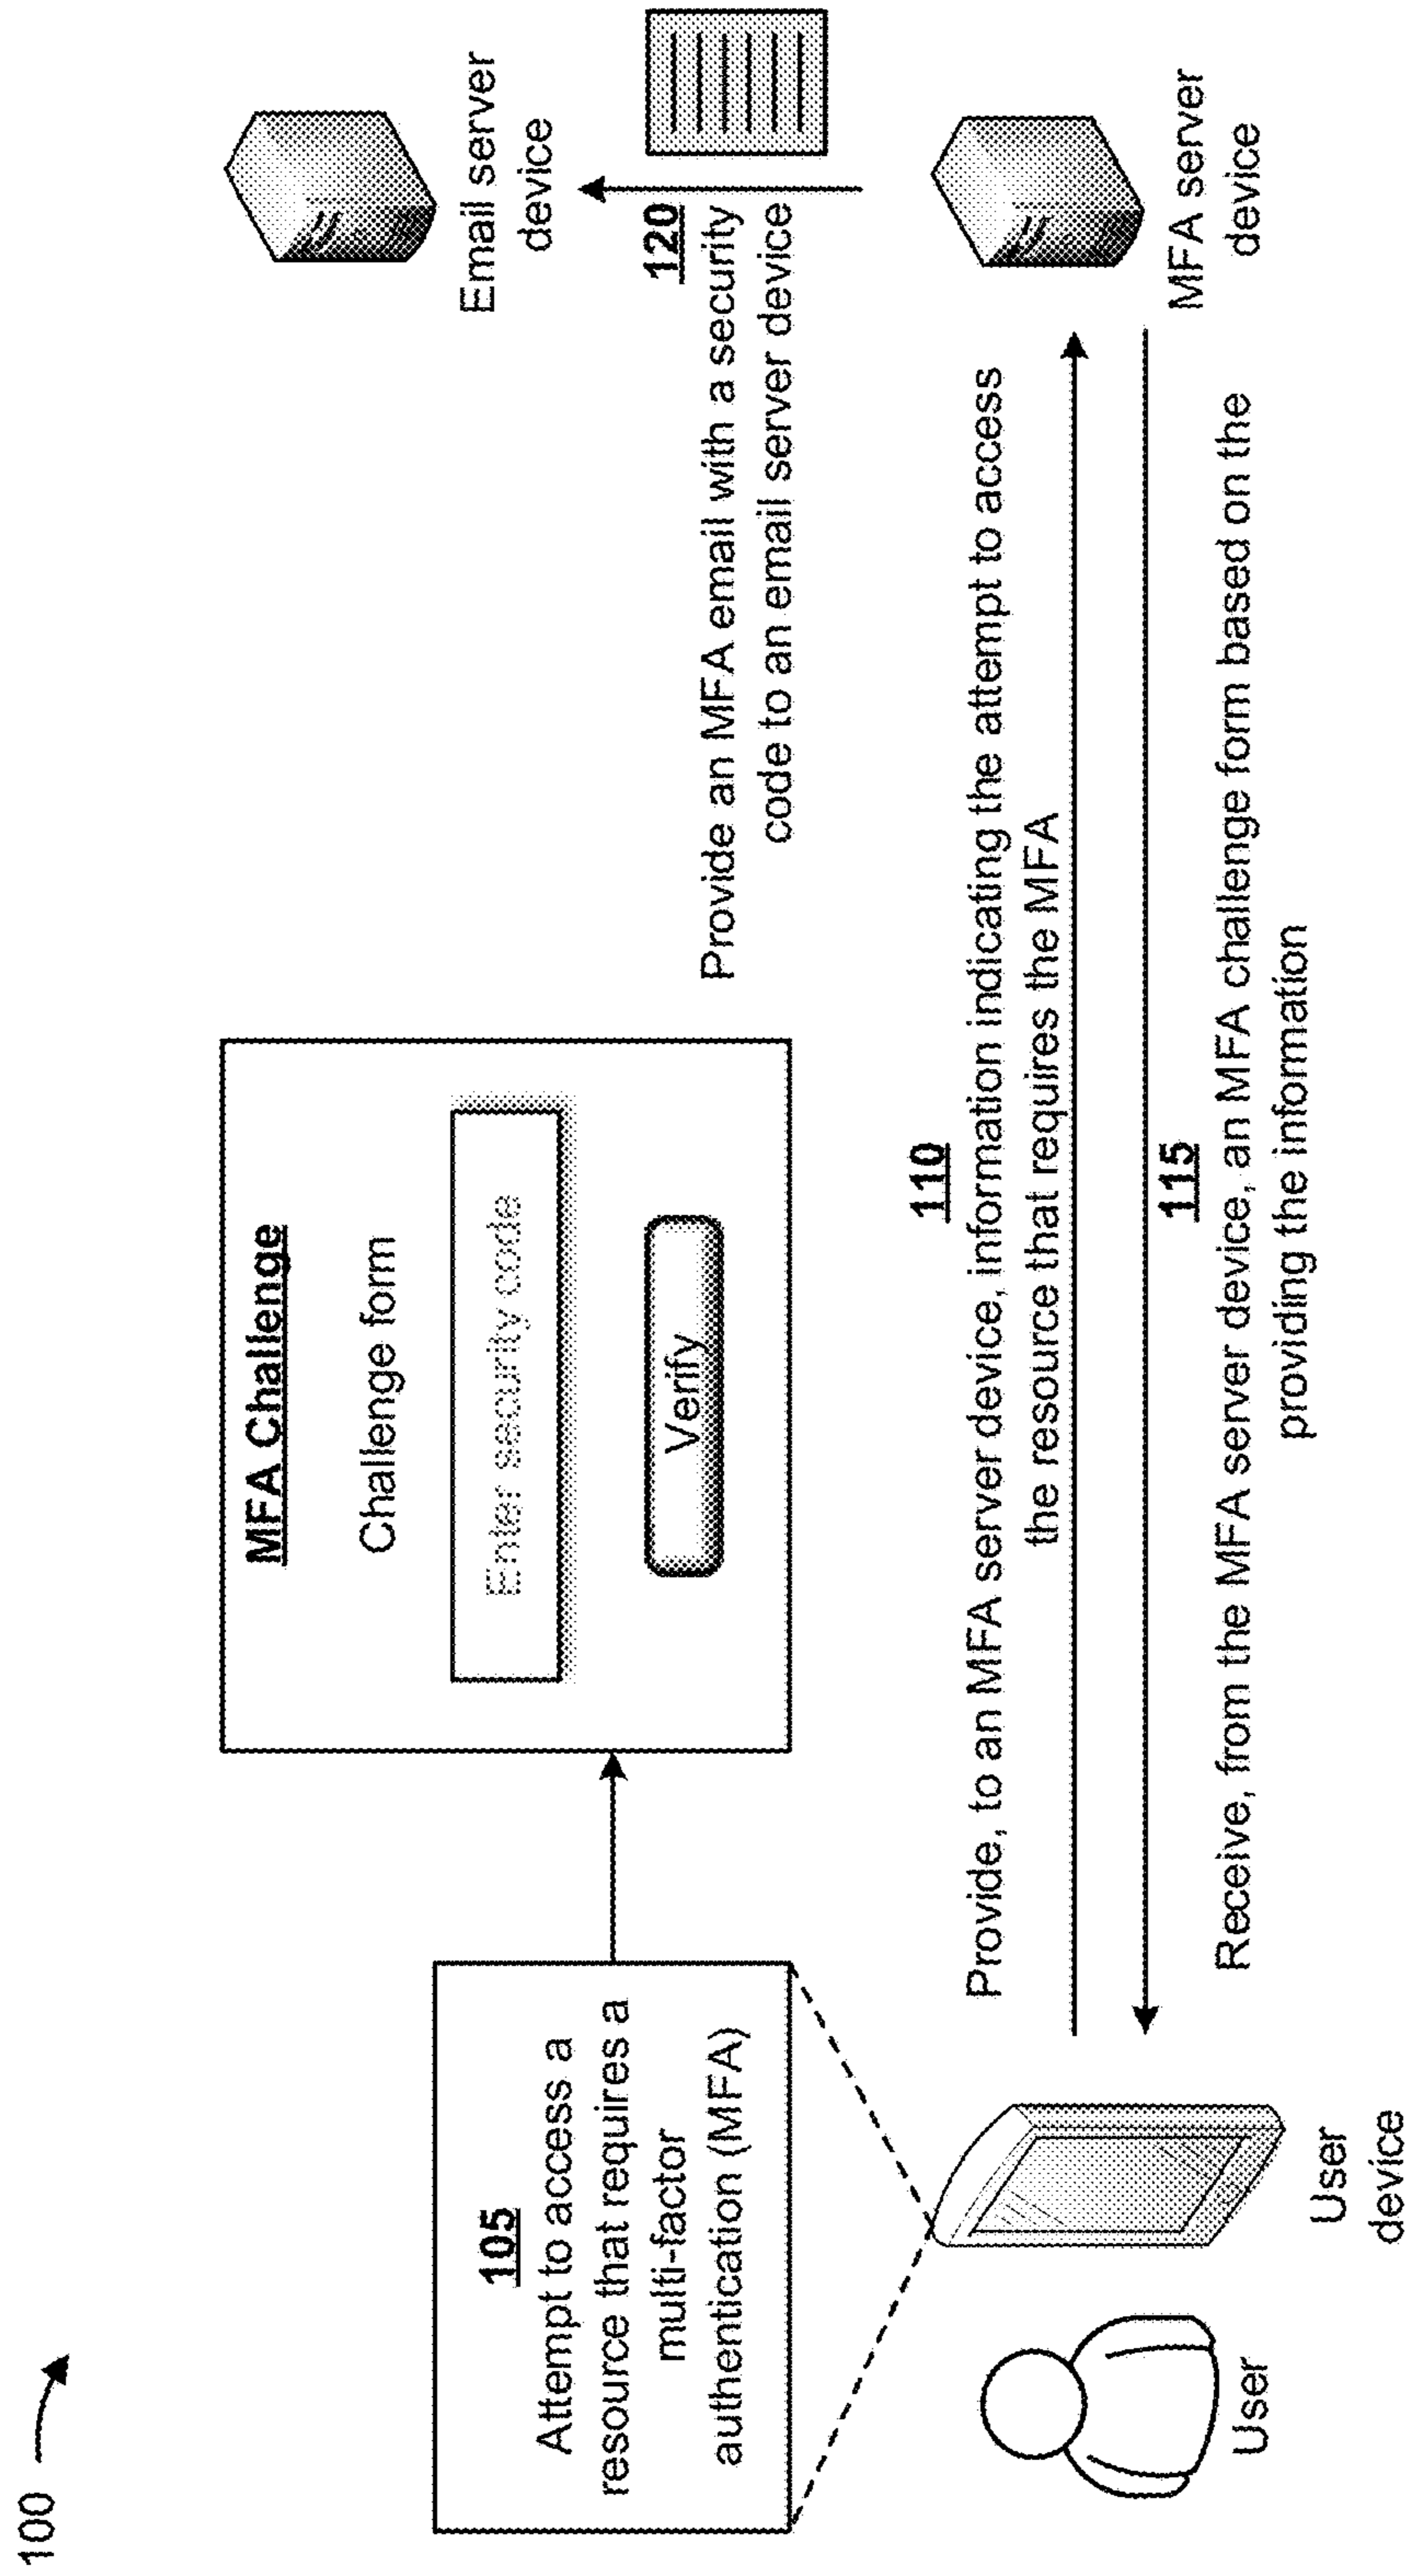 100
105
Attempt to access a
resource that requires a
multi-factor
authentication (MFA)
MFA Challenge
Challenge form
Enter security code
Verify
Email server
device
120
Provide an MFA email with a security
code to an email server device
110
Provide, to an MFA server device, information indicating the attempt to access
the resource that requires the MFA
115
Receive, from the MFA server device, an MFA challenge form based on the
providing the information
User
User
device
MFA server
device